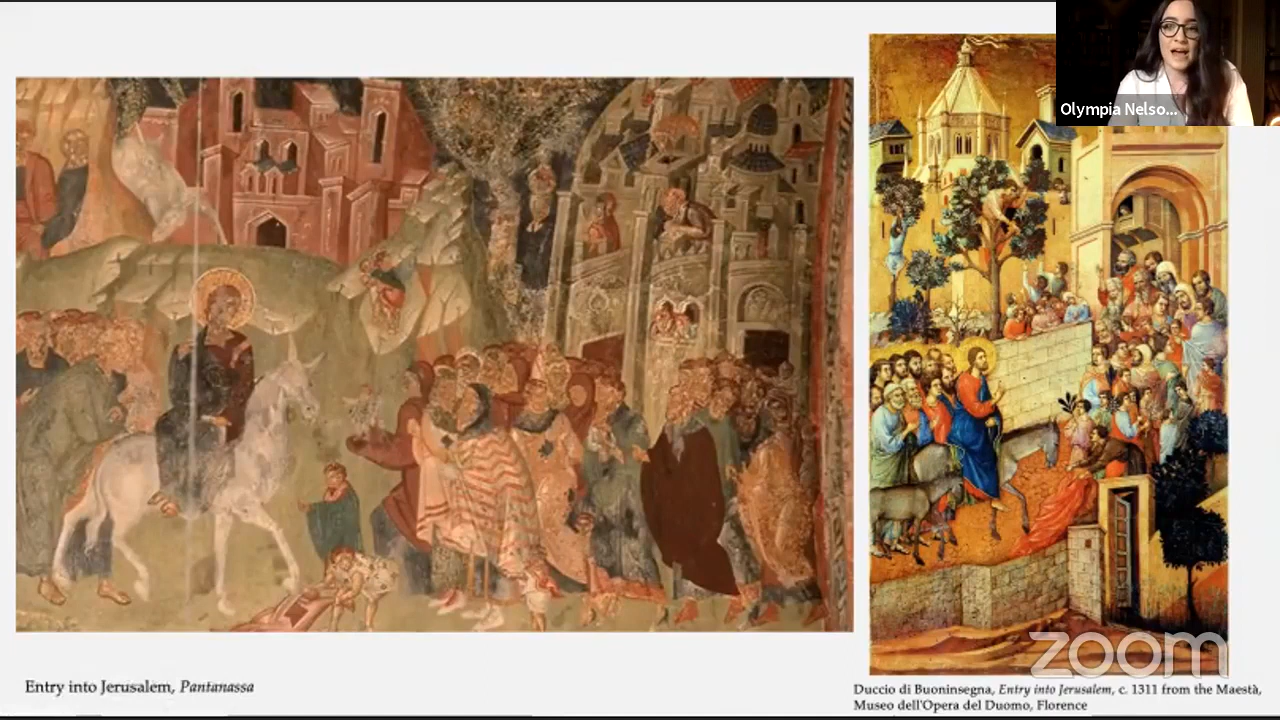 Olympia Nelso...
Entry into Jerusalem, Pantanassa
zoom
Duccio di Buoninsegna, Entry into Jerusalem, c. 1311 from the Maestà,
Museo dell'Opera del Duomo, Florence